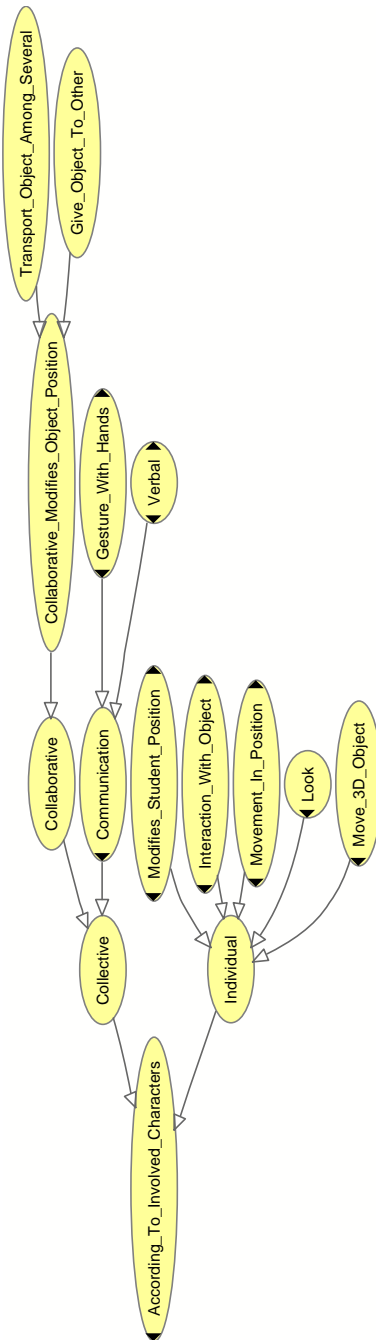 Transport_Object_Among_Several
Give_Object_To_Other
Collaborative_Modifies_Object_Position
Gesture_With_Hands
Verbal
Collaborative
Communication
Modifies_Student_Position
Interaction_With_Object
Movement_In_Position
Look
Move_3D_Object
Collective
Individual
According_To_Involved_Characters